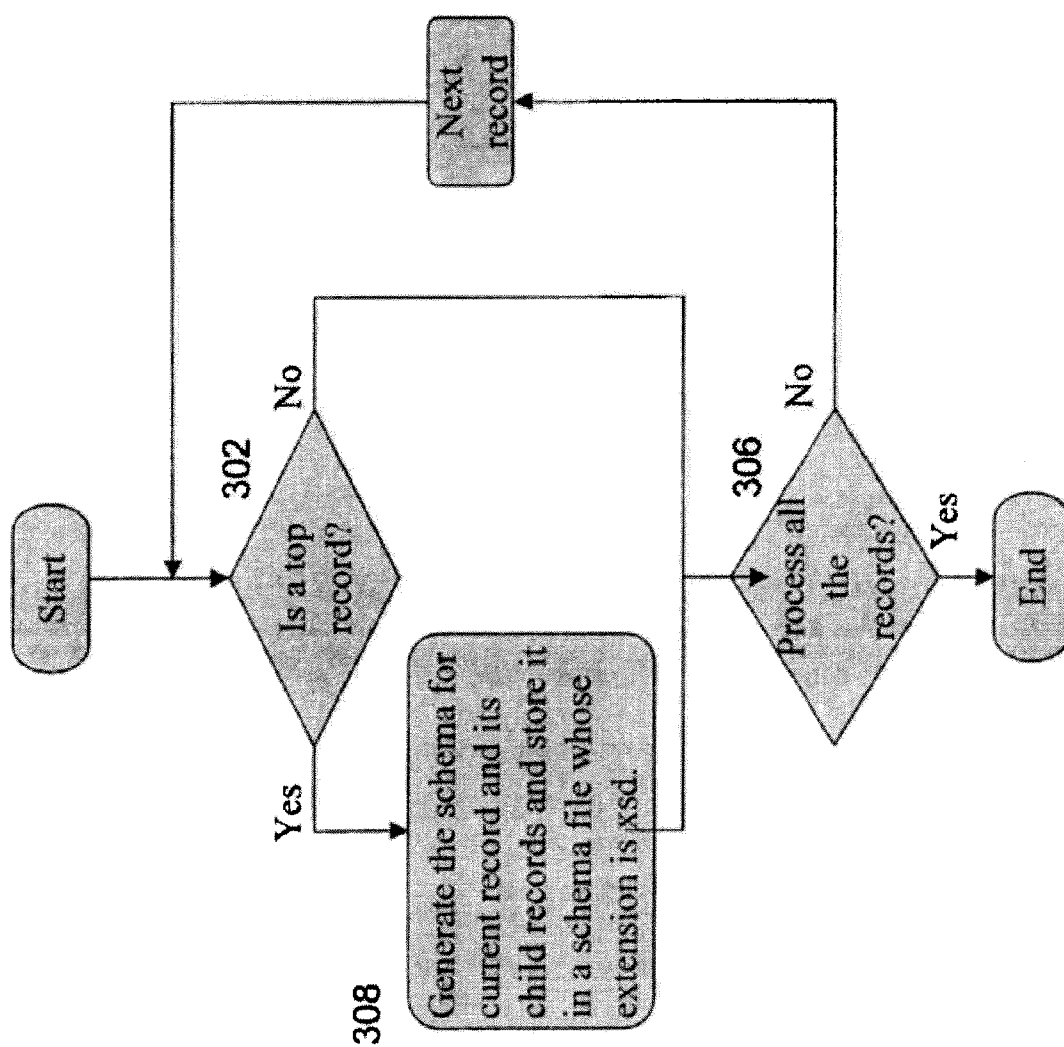 Start
302
Is a top
record?
Yes
No
308
Generate the schema for
current record and its
child records and store it
in a schema file whose
extension is xsd.
Next
record
306
Process all
the
records?
No
Yes
End